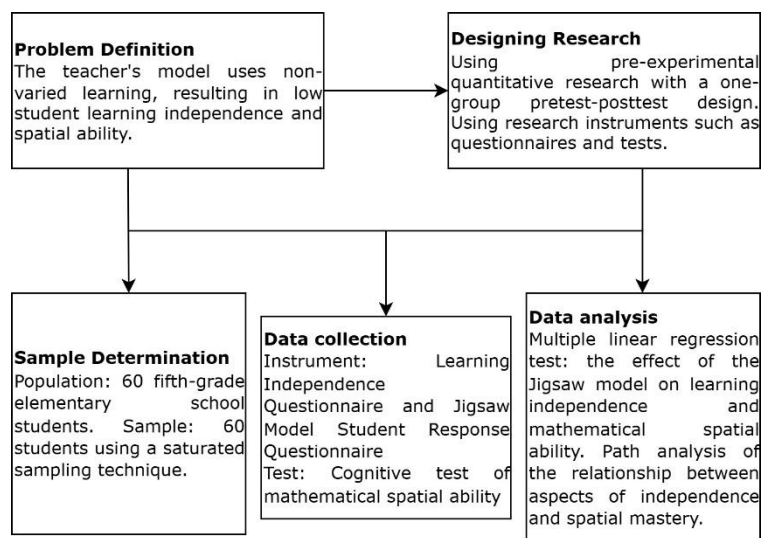 Problem Definition
The teacher's model uses non-
varied learning, resulting in low
student learning independence and
spatial ability.
Designing Research
Using pre-experimental
quantitative research with a one-
group pretest-posttest design.
Using research instruments such as
questionnaires and tests.
Sample Determination
Population: 60 fifth-grade
elementary school
students. Sample: 60
students using a saturated
sampling technique.
Data collection
Instrument: Learning
Independence
Questionnaire and Jigsaw
Model Student Response
Questionnaire
Test: Cognitive test of
mathematical spatial ability
Data analysis
Multiple linear regression
test: the effect of the
Jigsaw model on learning
independence and
mathematical spatial
ability. Path analysis of
the relationship between
aspects of independence
and spatial mastery.